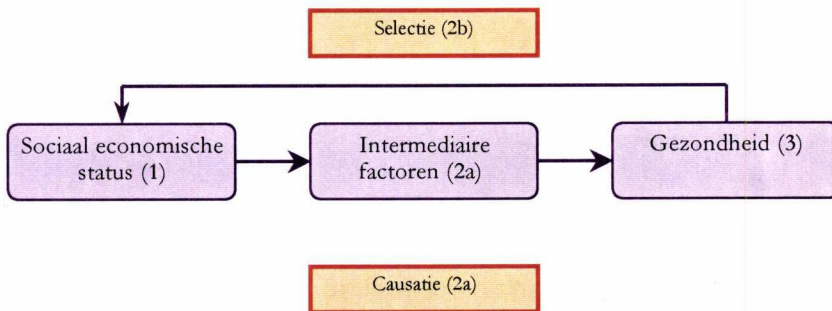 Selectie (2b)
Sociaal economische
status (1)
Intermediaire
factoren (2a)
Gezondheid (3)
Causatie (2a)